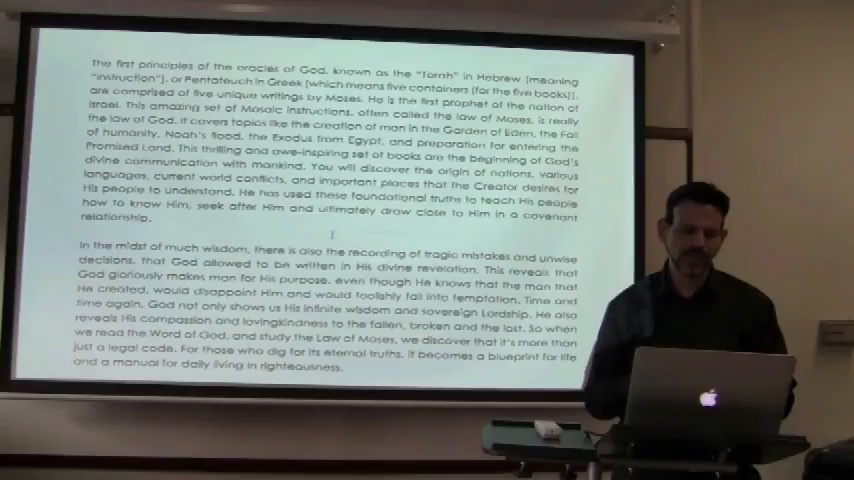 The first principles of the oracles of God, known as the "Torah" in Hebrew [meaning
"instruction"], or Pentateuch in Greek [which means five containers (for the five books)],
are comprised of five unique writings by Moses. He is the first prophet of the nation of
Israel. This amazing set of Mosaic instructions, often called the law of Moses, is really
the law of God. It covers topics like the creation of man in the Garden of Eden, the Fall
of humanity, Noah's flood, the Exodus from Egypt, and preparation for entering the
Promised Land. This thrilling and awe-inspiring set of books are the beginning of God's
divine communication with mankind. You will discover the origin of nations, various
languages, current world conflicts, and important places that the Creator desires for
His people to understand. He has used these foundational truths to teach His people
how to know Him, seek after Him and ultimately draw close to Him in a covenant
relationship.
In the midst of much wisdom, there is also the recording of tragic mistakes and unwise
decisions, that God allowed to be written in His divine revelation. This reveals that
God gloriously makes man for His purpose, even though He knows that the man that
He created, would disappoint Him and would foolishly fall into temptation. Time and
time again, God not only shows us His infinite wisdom and sovereign Lordship, He also
reveals His compassion and lovingkindness to the fallen, broken and the lost. So when
we read the Word of God, and study the Law of Moses, we discover that it's more than
just a legal code. For those who dig for its eternal truths, it becomes a blueprint for life
and a manual for daily living in righteousness.